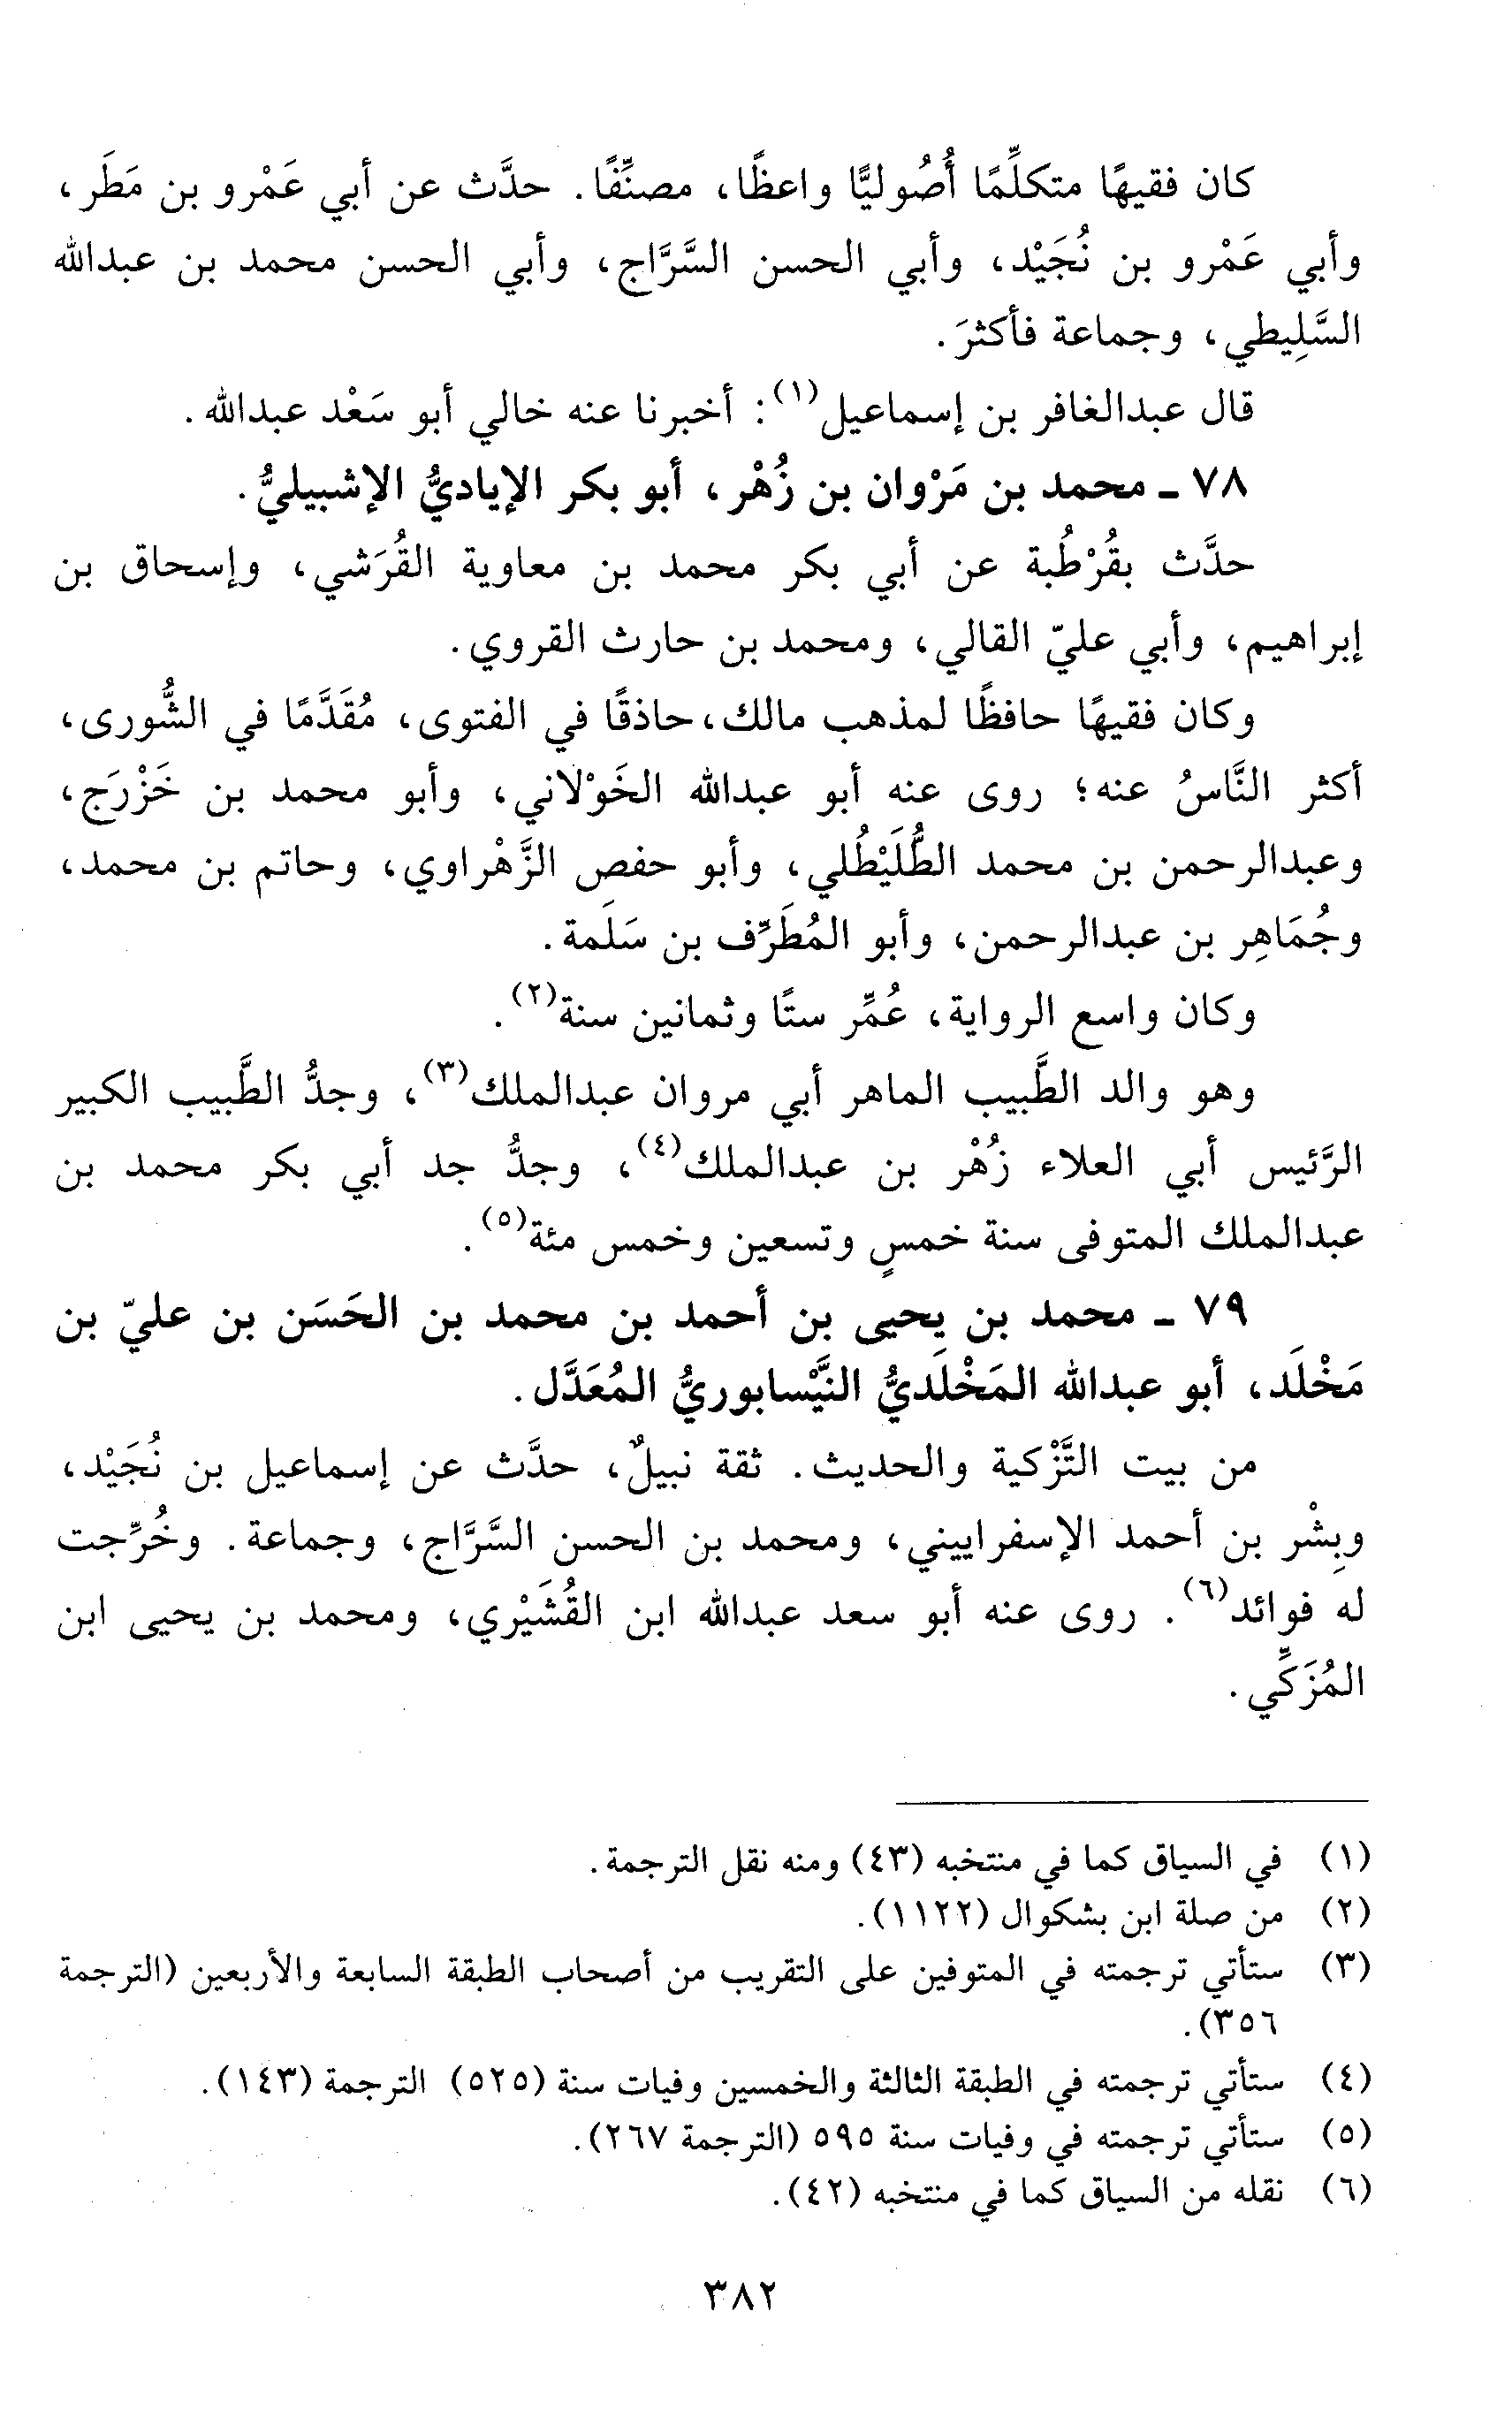 كان فقيهًا متكلِّمًا أُصُوليًّا واعظًا، مصنِّفًا. حدَّث عن أبي عَمْرو بن مَطَر،
وأبي عَمْرو بن نُجَيْد، وأبي الحسن السَّرَّاج، وأبي الحسن محمد بن عبدالله
السَّلِيطي، وجماعة فأكثرَ.
قال عبدالغافر بن إسماعيل(١): أخبرنا عنه خالي أبو سَعْد عبدالله.
٧٨ - محمد بن مَرْوان بن زُهْر، أبو بكر الإياديُّ الإشبيليُّ.
حدَّث بقُرْطُبة عن أبي بكر محمد بن معاوية القُرَشي، وإسحاق بن
إبراهيم، وأبي عليّ القالي، ومحمد بن حارث القروي.
وكان فقيهًا حافظًا لمذهب مالك، حاذقًا في الفتوى، مُقَدَّمًا في الشُّورى،
أكثر النَّاسُ عنه؛ روى عنه أبو عبدالله الخَوْلاني، وأبو محمد بن خَزْرَج،
وعبدالرحمن بن محمد الطُّلَيْطُلي، وأبو حفص الزَّهْراوي، وحاتم بن محمد،
وجُمَاهِر بن عبدالرحمن، وأبو المُطَرِّف بن سَلَمة.
وكان واسع الرواية، عُمِّر ستًا وثمانين سنة(٢).
وهو والد الطَّبيب الماهر أبي مروان عبدالملك(٣)، وجدُّ الطَّبيب الكبير
الرَّئيس أبي العلاء زُهْر بن عبدالملك(٤)، وجدُّ جد أبي بكر محمد بن
عبدالملك المتوفى سنة خمسٍ وتسعين وخمس مئة(٥).
٧٩ - محمد بن يحيى بن أحمد بن محمد بن الحَسَن بن عليّ بن
مَخْلَد، أبو عبدالله المَخْلَديُّ النَّيْسابوريُّ المُعَدَّل.
من بيت التَّزْكية والحديث. ثقة نبيلٌ، حدَّث عن إسماعيل بن نُجَيْد،
وبِشْر بن أحمد الإسفراييني، ومحمد بن الحسن السَّرَّاج، وجماعة. وخُرِّجت
له فوائد(٦). روى عنه أبو سعد عبدالله ابن القُشَيْري، ومحمد بن يحيى ابن
المُزَكِّي.
(١) في السياق كما في منتخبه (٤٣) ومنه نقل الترجمة.
(٢) من صلة ابن بشكوال (١١٢٢).
(٣) ستأتي ترجمته في المتوفين على التقريب من أصحاب الطبقة السابعة والأربعين (الترجمة
٣٥٦).
(٤) ستأتي ترجمته في الطبقة الثالثة والخمسين وفيات سنة (٥٢٥) الترجمة (١٤٣).
(٥) ستأتي ترجمته في وفيات سنة ٥٩٥ (الترجمة ٢٦٧).
(٦) نقله من السياق كما في منتخبه (٤٢).
٣٨٢